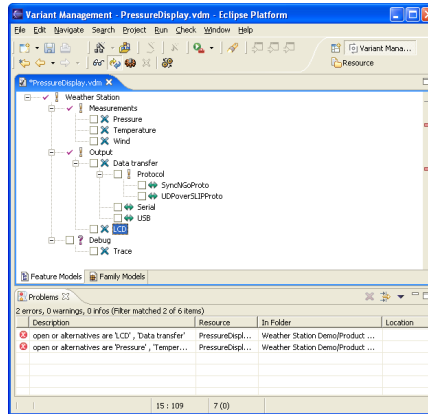 Variant Management - PressureDisplay.vdm - Eclipse Platform
File Edit Navigate Search Project Run Check Window Help
Variant Mana...
Resource
*PressureDisplay.vdm
Weather Station
Measurements
Pressure
Temperature
Wind
Output
Data transfer
Protocol
SyncNGoProto
UDPoverSLIPProto
Serial
USB
LCD
Debug
Trace
Feature Models Family Models
Problems
2 errors, 0 warnings, 0 infos (Filter matched 2 of 6 items)
Description Resource In Folder Location
open or alternatives are 'LCD' , 'Data transfer' PressureDispl... Weather Station Demo/Product ...
open or alternatives are 'Pressure' , 'Temper... PressureDispl... Weather Station Demo/Product ...
15 : 109 7 (0)